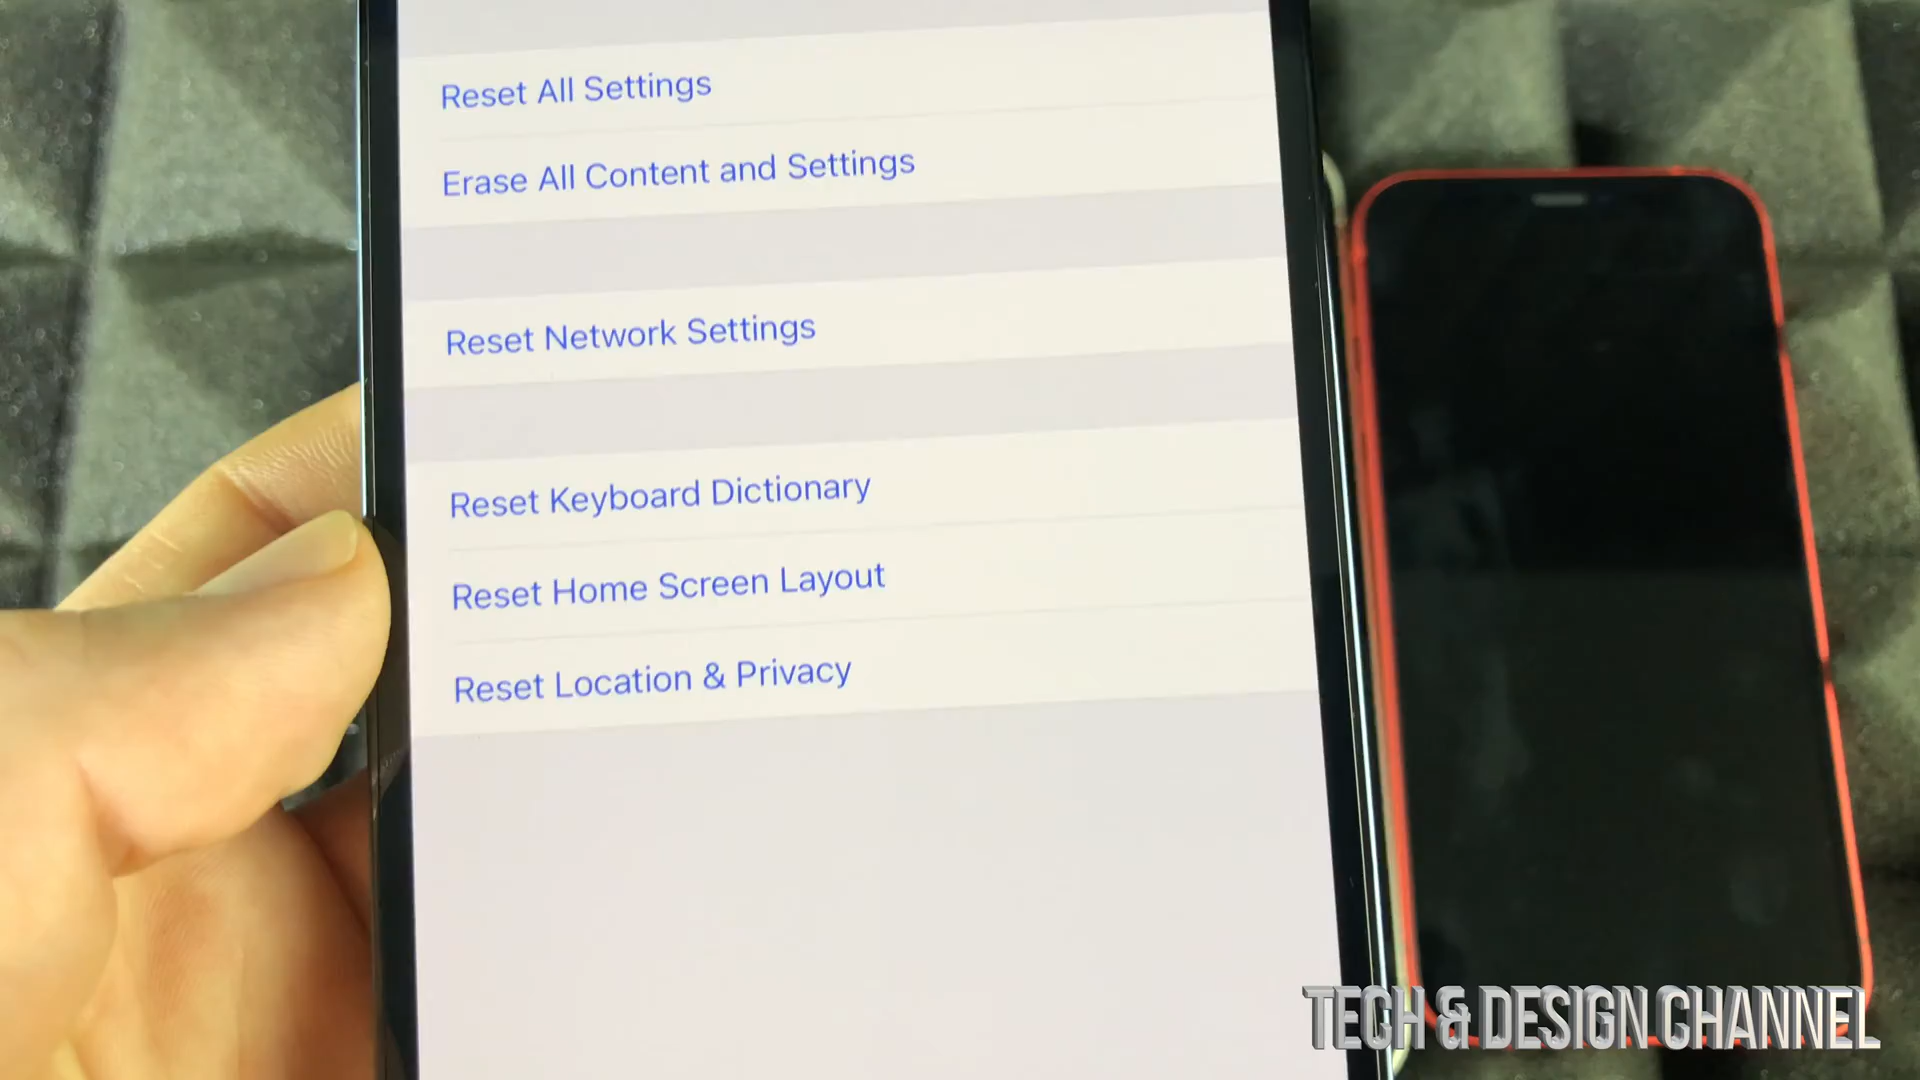 Reset All Settings
Erase All Content and Settings
Reset Network Settings
Reset Keyboard Dictionary
Reset Home Screen Layout
Reset Location & Privacy
TECH & DESIGN CHANNEL